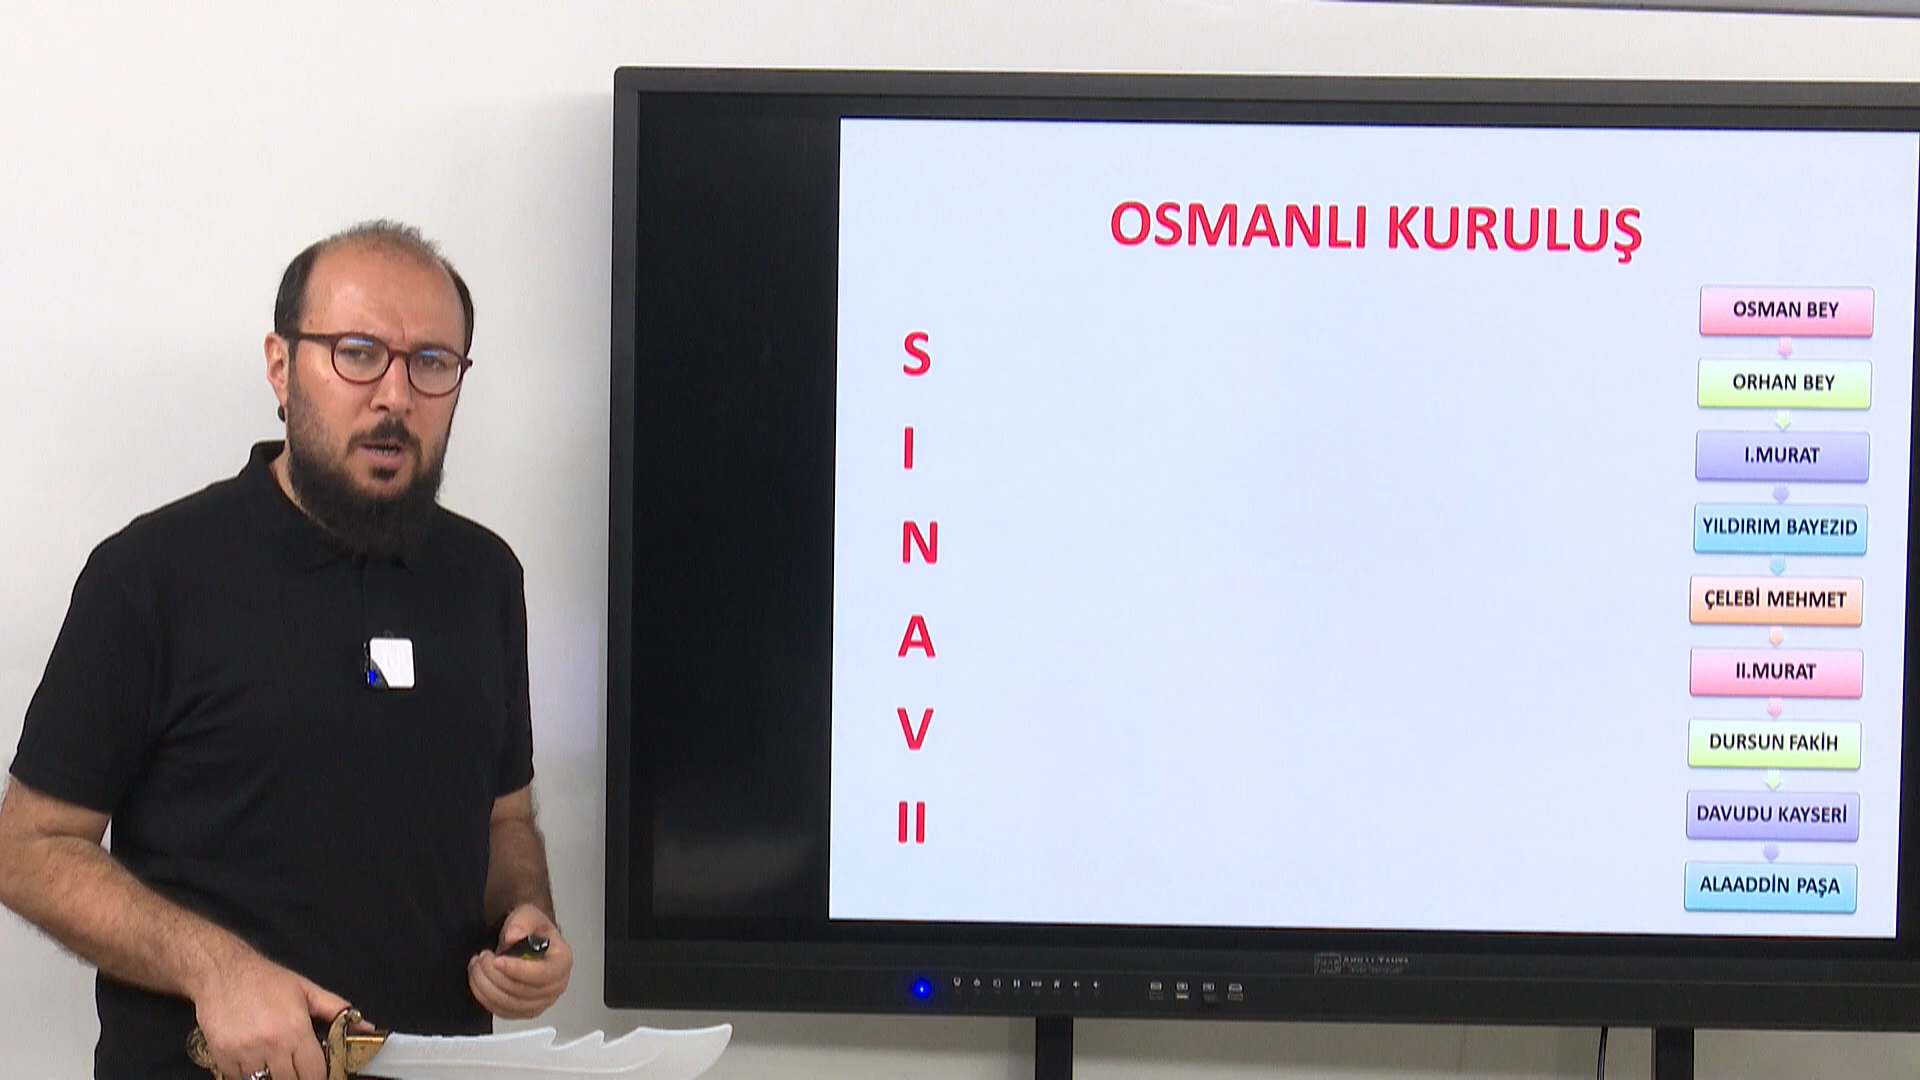 OSMANLI KURULUŞ
S
I
N
A
V
II
OSMAN BEY
ORHAN BEY
I.MURAT
YILDIRIM BAYEZID
ÇELEBİ MEHMET
II.MURAT
DURSUN FAKİH
DAVUDU KAYSERİ
ALAADDİN PAŞA